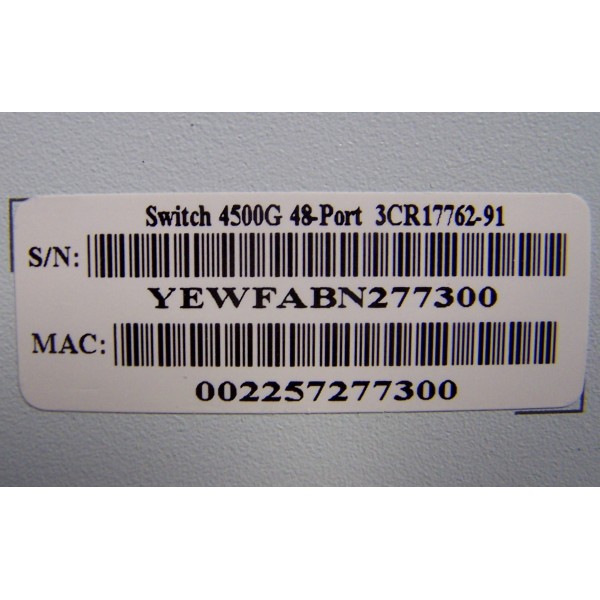 Switch 4500G 48-Port 3CR17762-91
S/N:
YEWFABN277300
MAC:
002257277300